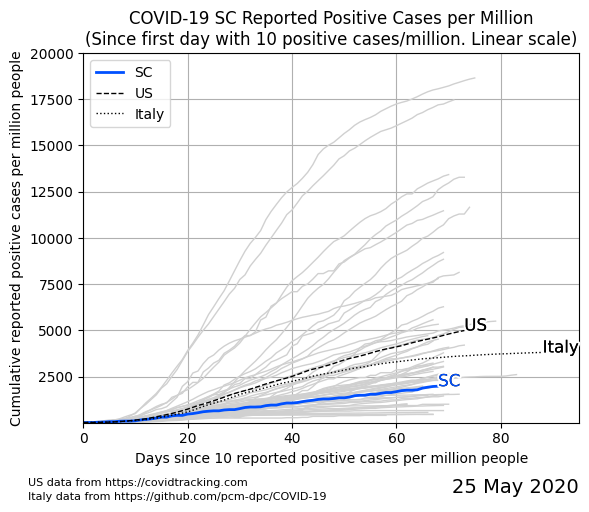 COVID-19 SC Reported Positive Cases per Million
(Since first day with 10 positive cases/million. Linear scale)
Cumulative reported positive cases per million people
20000
17500
15000
12500
10000
7500
5000
2500
SC
US
Italy
US
Italy
SC
0
20
40
60
80
Days since 10 reported positive cases per million people
US data from https://covidtracking.com
Italy data from https://github.com/pcm-dpc/COVID-19
25 May 2020